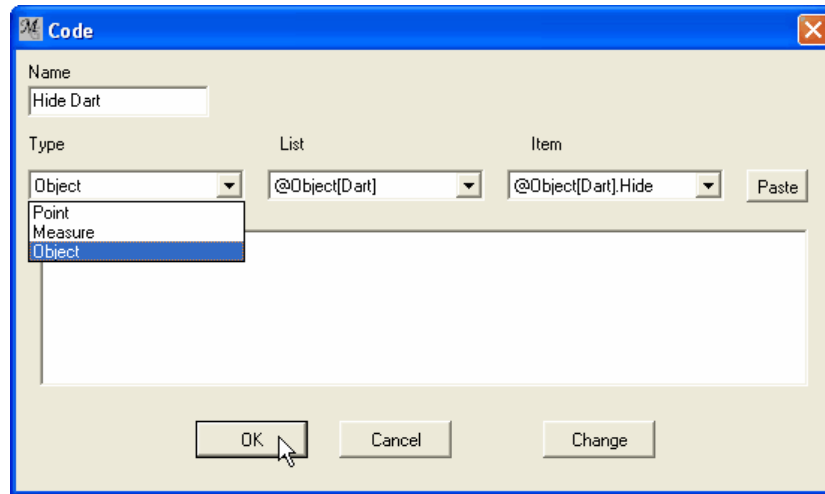 Code
Name
Hide Dart
Type List Item
Object @Object[Dart] @Object[Dart].Hide Paste
Point
Measure
Object
OK Cancel Change